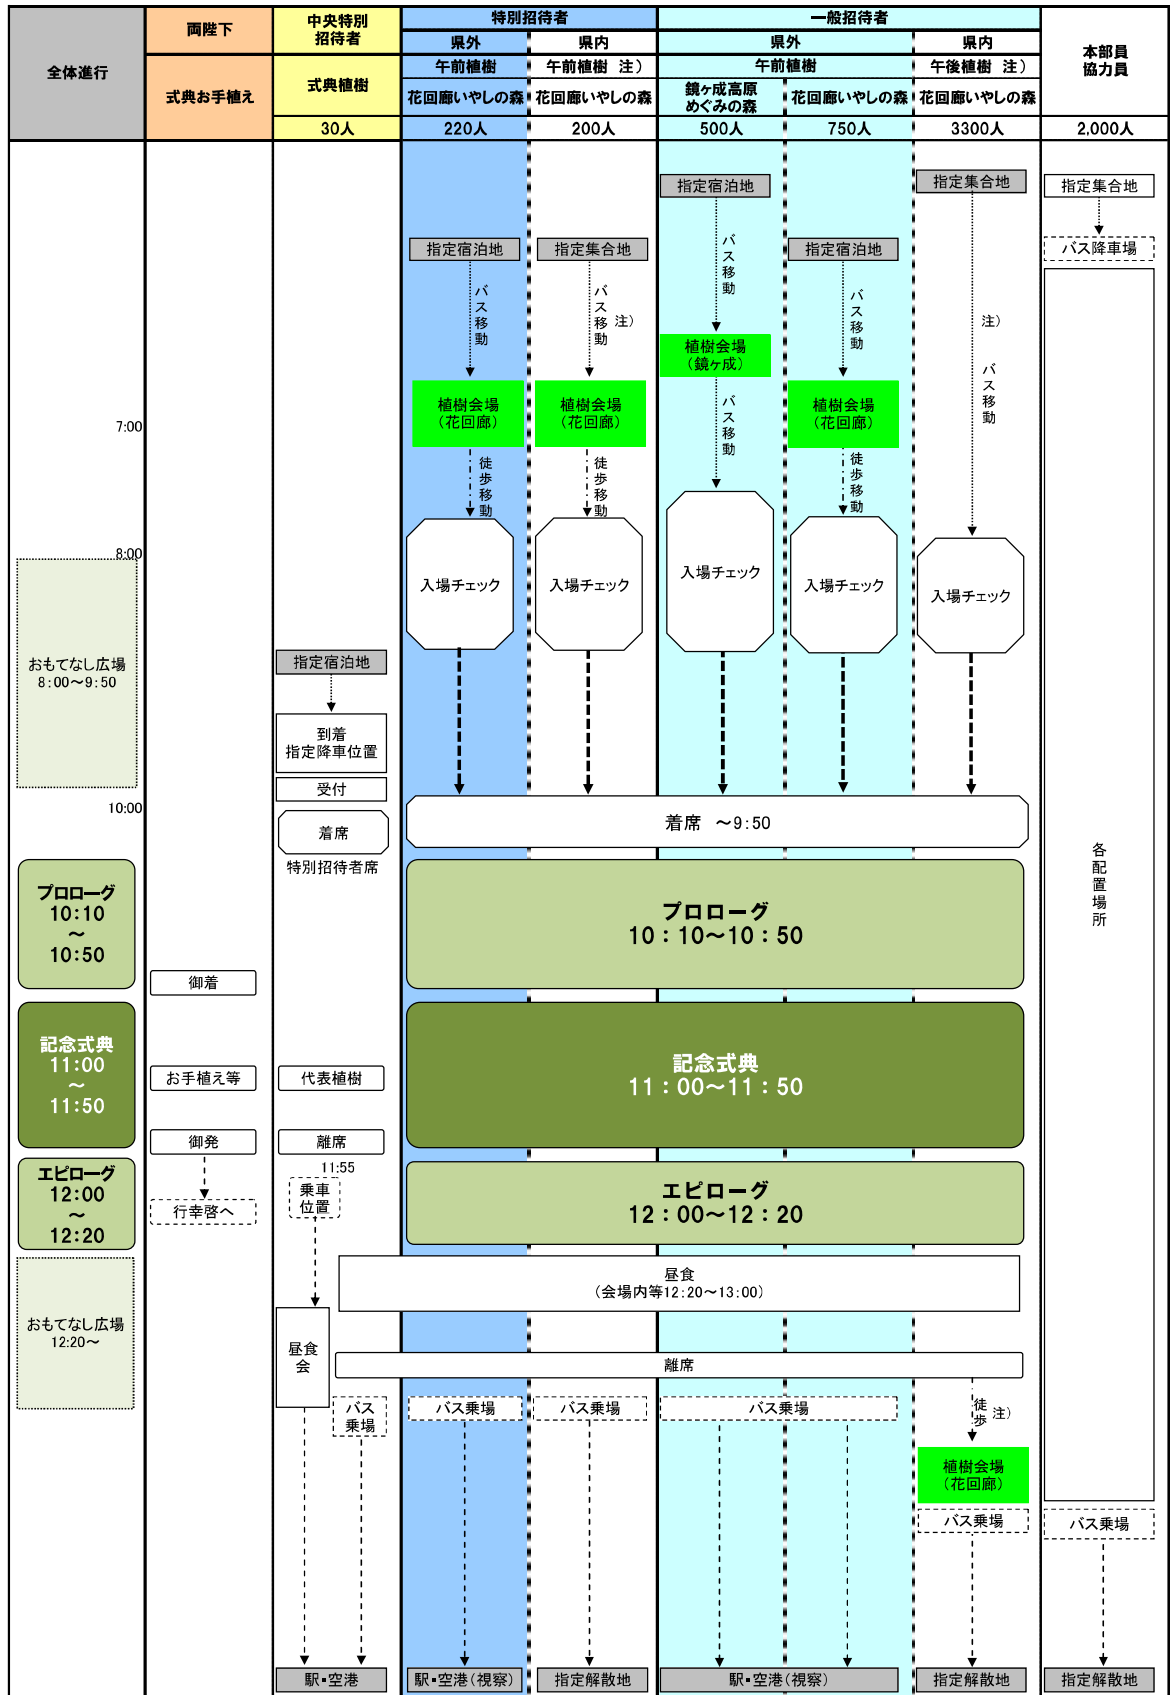 全体進行
両陛下
式典お手植え
中央特別
招待者
式典植樹
30人
特別招待者
県外
午前植樹
花回廊いやしの森
220人
県内
午前植樹 注)
花回廊いやしの森
200人
一般招待者
県外
午前植樹
鏡ヶ成高原
めぐみの森
500人
花回廊いやしの森
750人
県内
午後植樹 注)
花回廊いやしの森
3300人
本部員
協力員
2,000人
指定宿泊地
指定集合地
指定集合地
バス降車場
指定宿泊地
指定集合地
指定宿泊地
バス移動
バス移動
注)
バス移動
バス移動
注)
バス移動
植樹会場
(鏡ヶ成)
植樹会場
(花回廊)
植樹会場
(花回廊)
植樹会場
(花回廊)
バス移動
7:00
徒歩移動
徒歩移動
徒歩移動
8:00
入場チェック
入場チェック
入場チェック
入場チェック
入場チェック
おもてなし広場
8:00～9:50
指定宿泊地
到着
指定降車位置
受付
10:00
着席
特別招待者席
着席 ～9:50
各配置場所
プロローグ
10:10
～
10:50
プロローグ
10：10～10：50
御着
記念式典
11:00
～
11:50
記念式典
11：00～11：50
お手植え等
代表植樹
御発
離席
11:55
エピローグ
12:00
～
12:20
エピローグ
12：00～12：20
行幸啓へ
乗車
位置
昼食
(会場内等12:20～13:00)
おもてなし広場
12:20～
昼食
会
離席
バス
乗場
バス乗場
バス乗場
バス乗場
徒歩
注)
植樹会場
(花回廊)
バス乗場
バス乗場
駅・空港
駅・空港(視察)
指定解散地
駅・空港(視察)
指定解散地
指定解散地